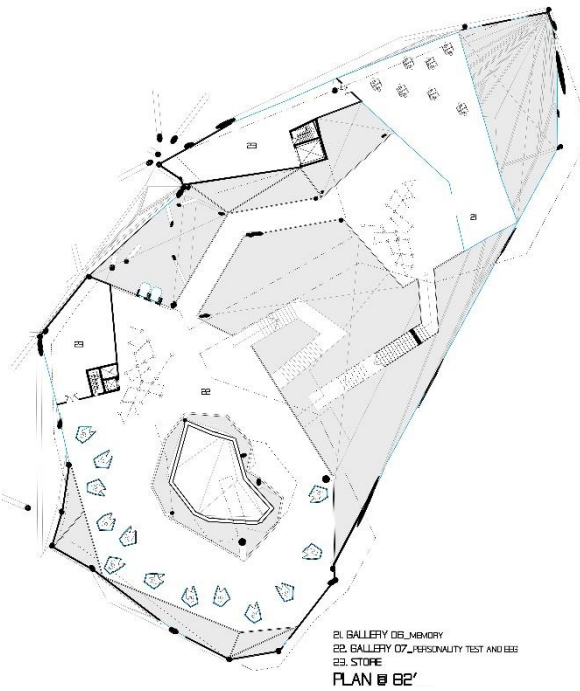 23
21
23
22
21. GALLERY 06_MEMORY
22. GALLERY 07_PERSONALITY TEST AND EEG
23. STORE
PLAN @ 82'